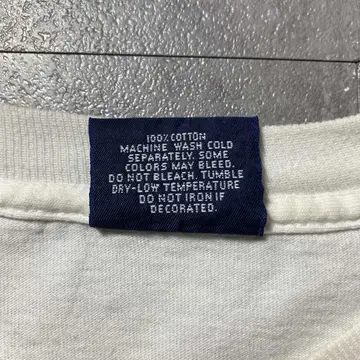 100% COTTON
MACHINE WASH COLD
SEPARATELY. SOME
COLORS MAY BLEED.
DO NOT BLEACH. TUMBLE
DRY-LOW TEMPERATURE
DO NOT IRON IF
DECORATED.